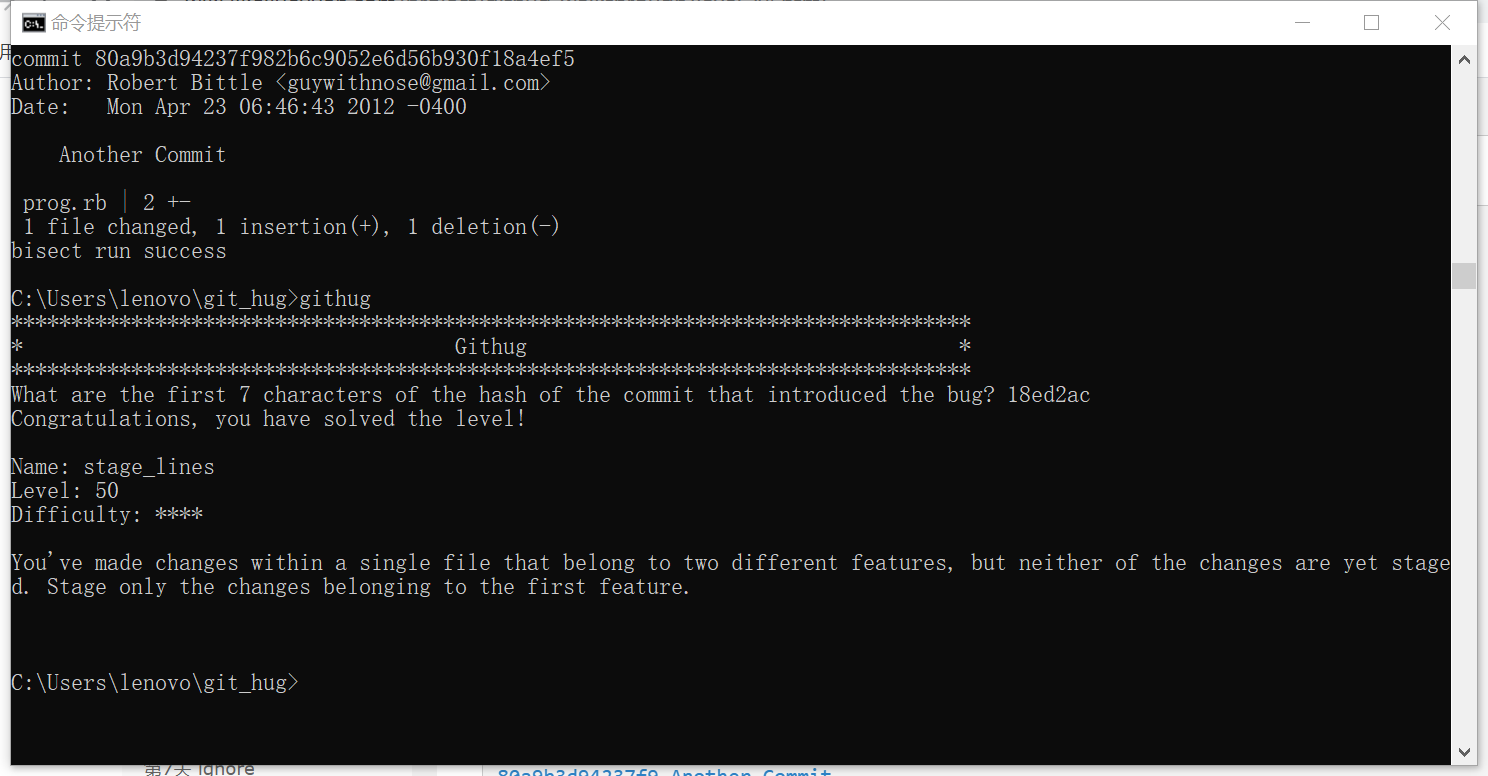 命令提示符
commit 80a9b3d94237f982b6c9052e6d56b930f18a4ef5
Author: Robert Bittle <guywithnose@gmail.com>
Date:   Mon Apr 23 06:46:43 2012 -0400
    Another Commit
 prog.rb | 2 +-
 1 file changed, 1 insertion(+), 1 deletion(-)
bisect run success
C:\Users\lenovo\git_hug>githug
********************************************************************************
*                                    Githug                                    *
********************************************************************************
What are the first 7 characters of the hash of the commit that introduced the bug? 18ed2ac
Congratulations, you have solved the level!
Name: stage_lines
Level: 50
Difficulty: ****
You've made changes within a single file that belong to two different features, but neither of the changes are yet stage
d. Stage only the changes belonging to the first feature.
C:\Users\lenovo\git_hug>
第7天 ignore
80a9b3d94237f9 Another Commit